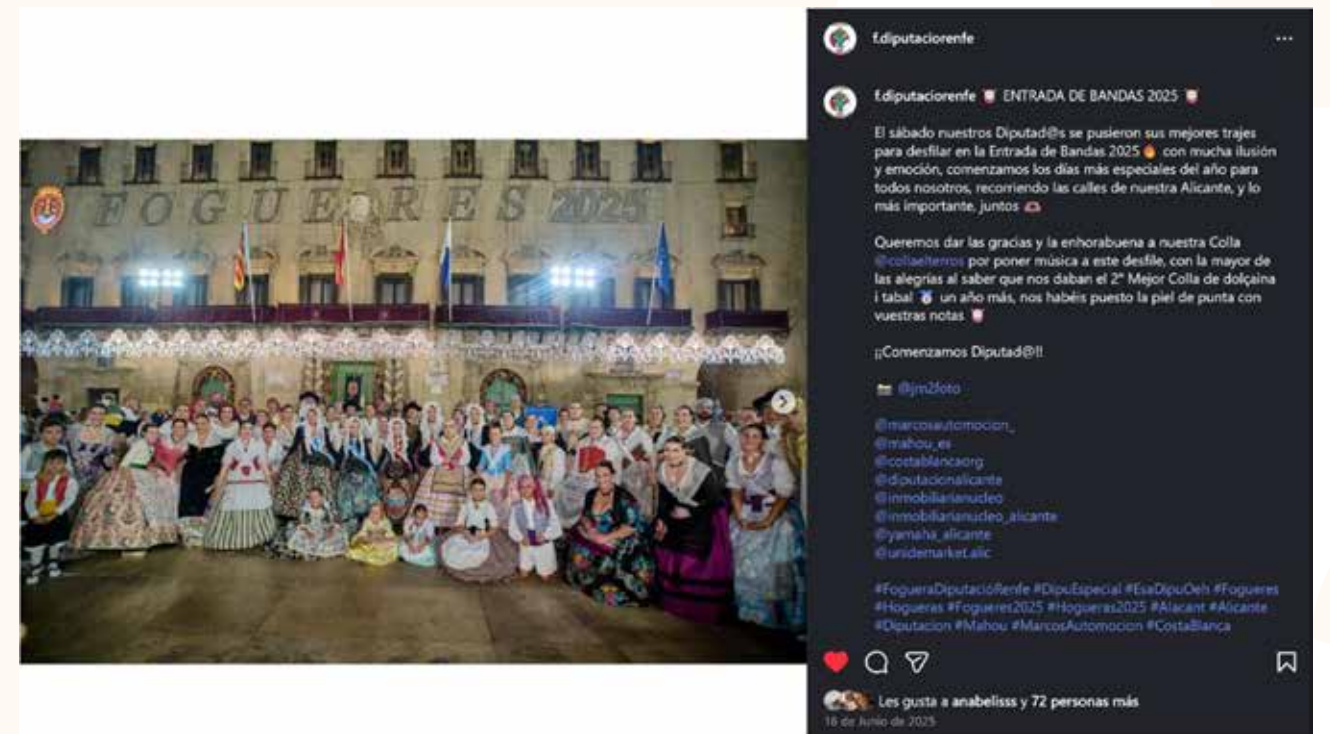 FOGUERES 2025
f.diputaciorenfe
f.diputaciorenfe ENTRADA DE BANDAS 2025
El sábado nuestros Diputad@s se pusieron sus mejores trajes
para desfilar en la Entrada de Bandas 2025 🔥 con mucha ilusión
y emoción, comenzamos los días más especiales del año para
todos nosotros, recorriendo las calles de nuestra Alicante, y lo
más importante, juntos 🫶🏼
Queremos dar las gracias y la enhorabuena a nuestra Colla
@collaelterros por poner música a este desfile, con la mayor de
las alegrías al saber que nos daban el 2º Mejor Colla de dolçaina
i tabal 🥈 un año más, nos habéis puesto la piel de punta con
vuestras notas
¡¡Comenzamos Diputad@!!
📷 @jm2foto
@marcosautomocion_
@mahou_es
@costablancaorg
@diputacionalicante
@inmobiliarianucleo
@inmobiliarianucleo_alicante
@yamaha_alicante
@unidemarket.alic
#FogueraDiputacióRenfe #DipuEspecial #EsaDipuOeh #Fogueres
#Hogueras #Fogueres2025 #Hogueras2025 #Alacant #Alicante
#Diputacion #Mahou #MarcosAutomocion #CostaBlanca
Les gusta a anabelisss y 72 personas más
16 de Junio de 2025